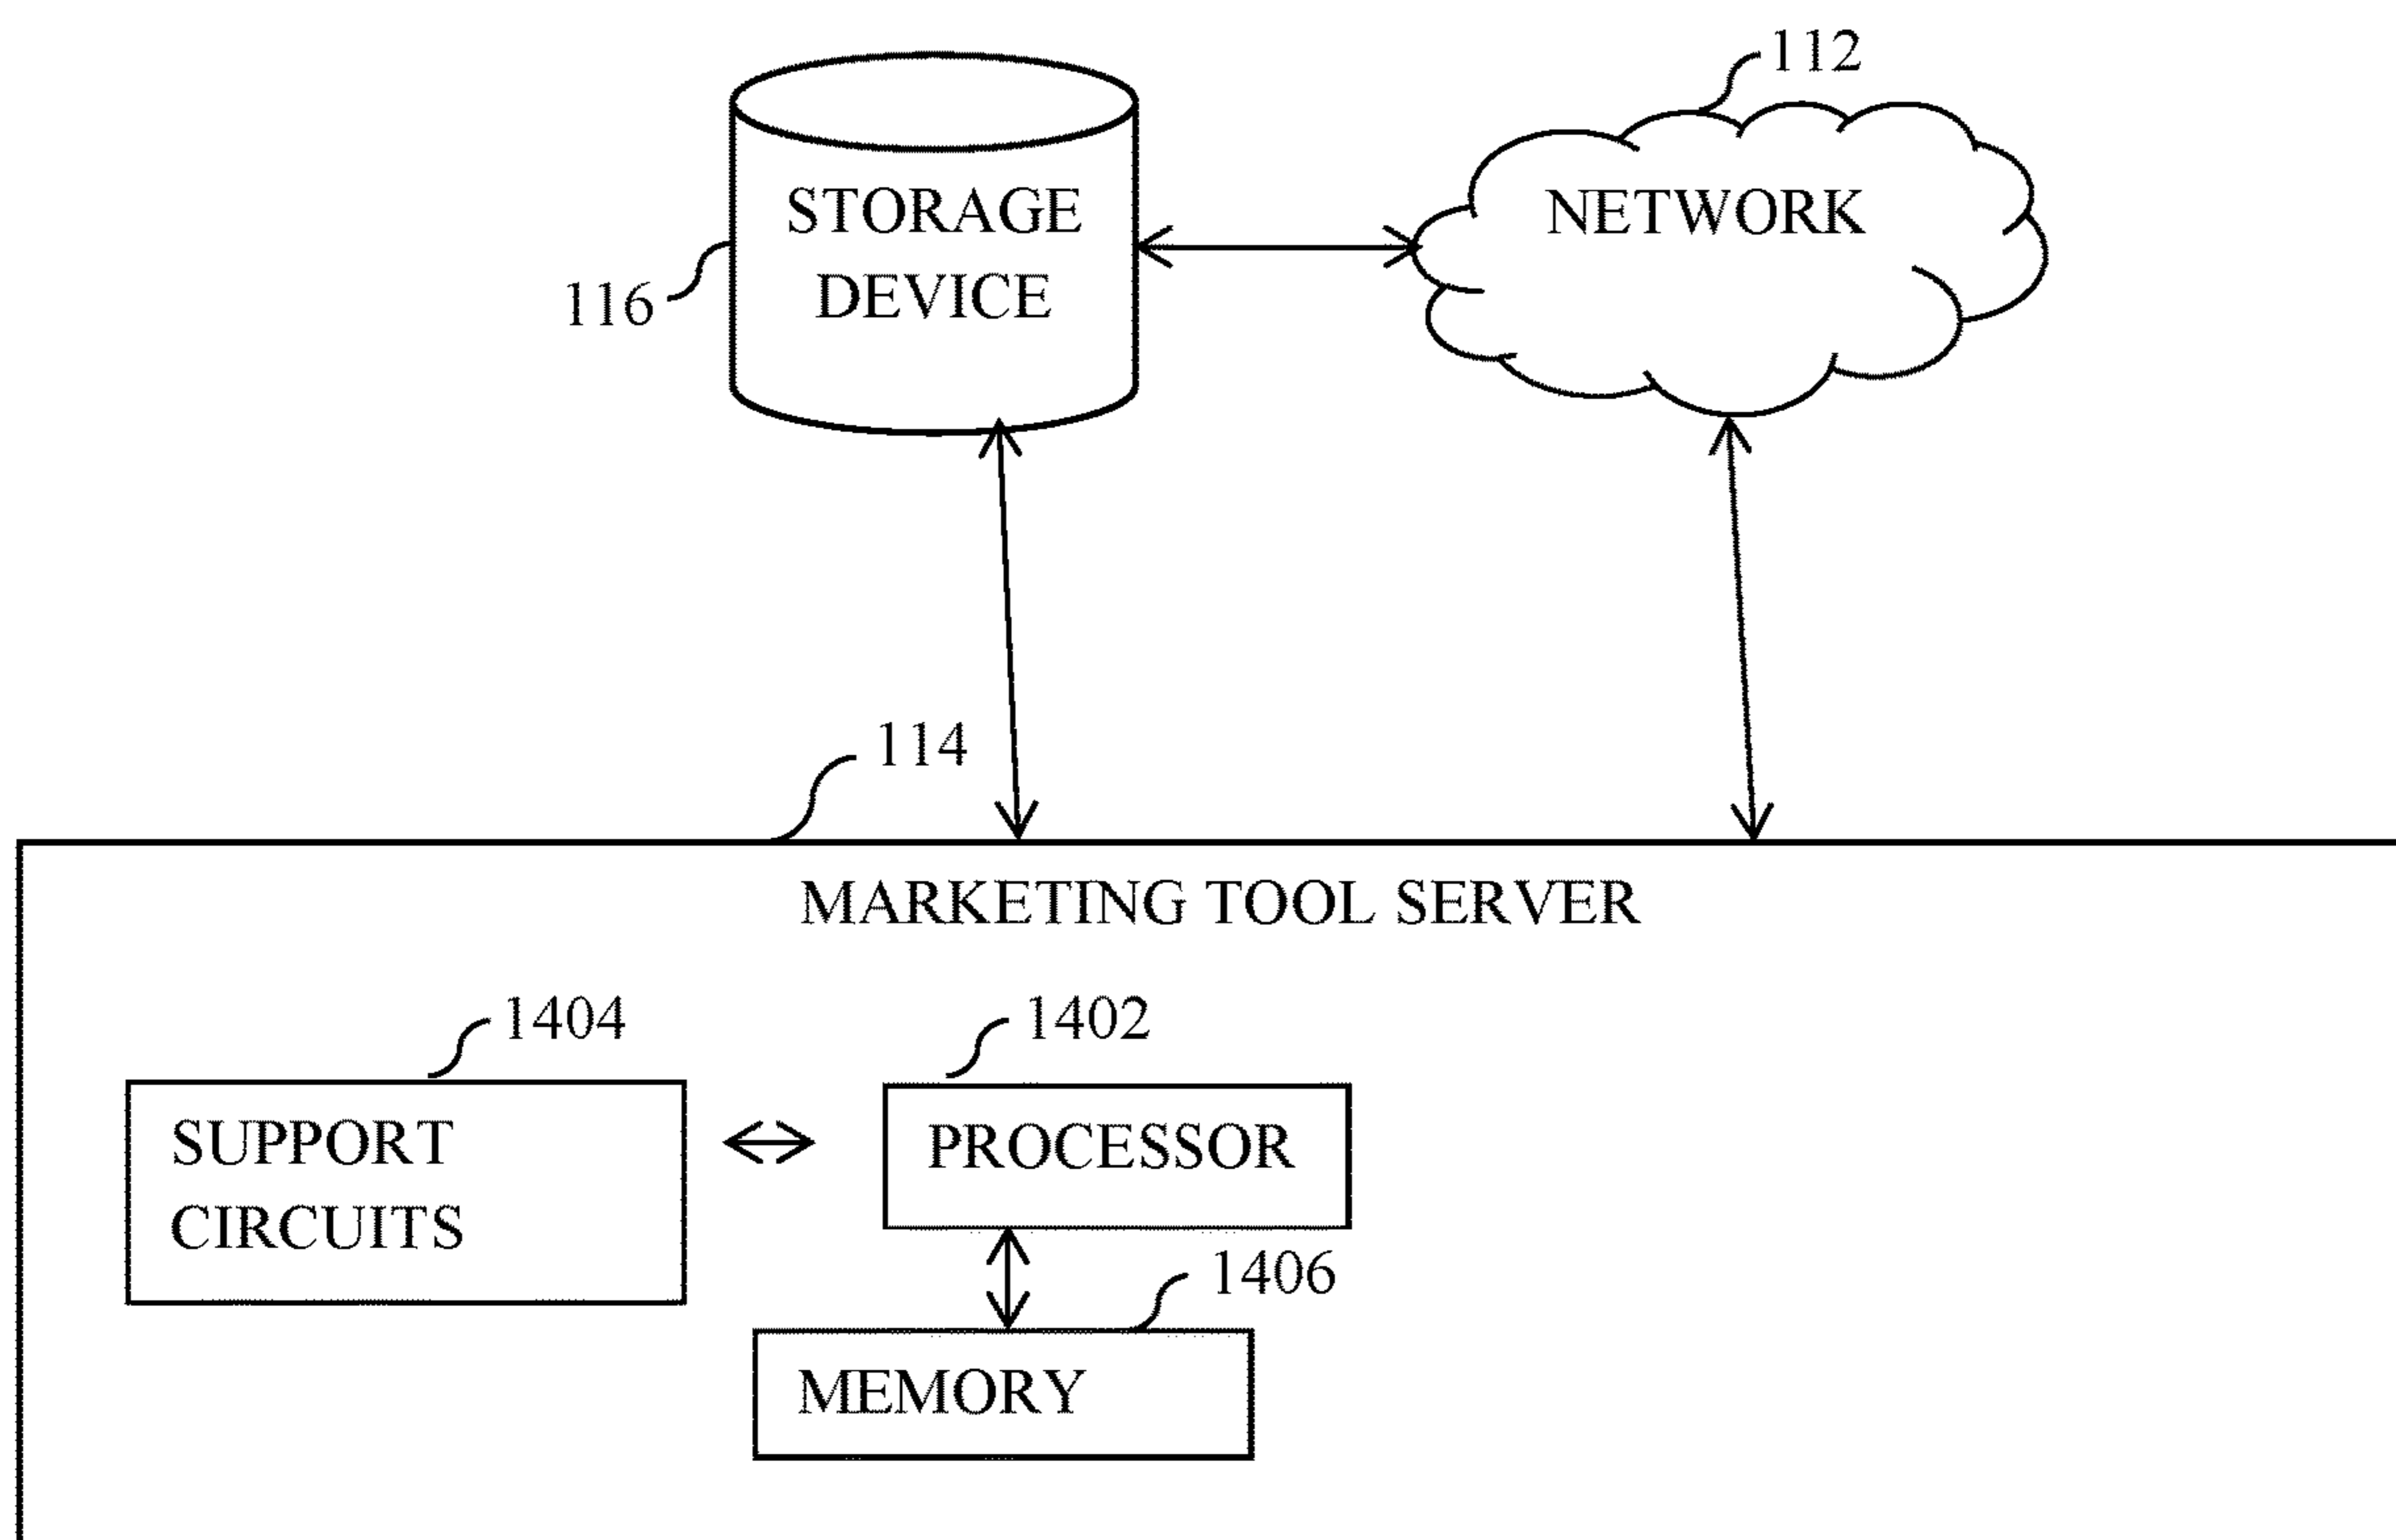 112
STORAGE
DEVICE
NETWORK
116
114
MARKETING TOOL SERVER
1404
1402
SUPPORT
CIRCUITS
PROCESSOR
1406
MEMORY